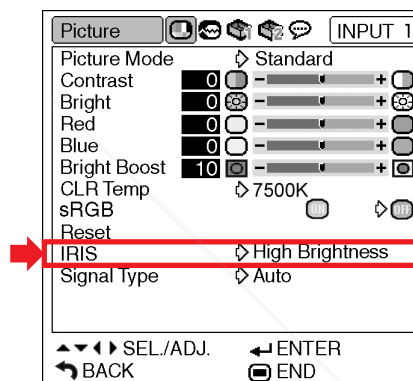 Picture INPUT 1
Picture Mode Standard
Contrast 0 - +
Bright 0 - +
Red 0 - +
Blue 0 - +
Bright Boost 10 - +
CLR Temp 7500K
sRGB ON OFF
Reset
IRIS High Brightness
Signal Type Auto
SEL./ADJ. ENTER
BACK END